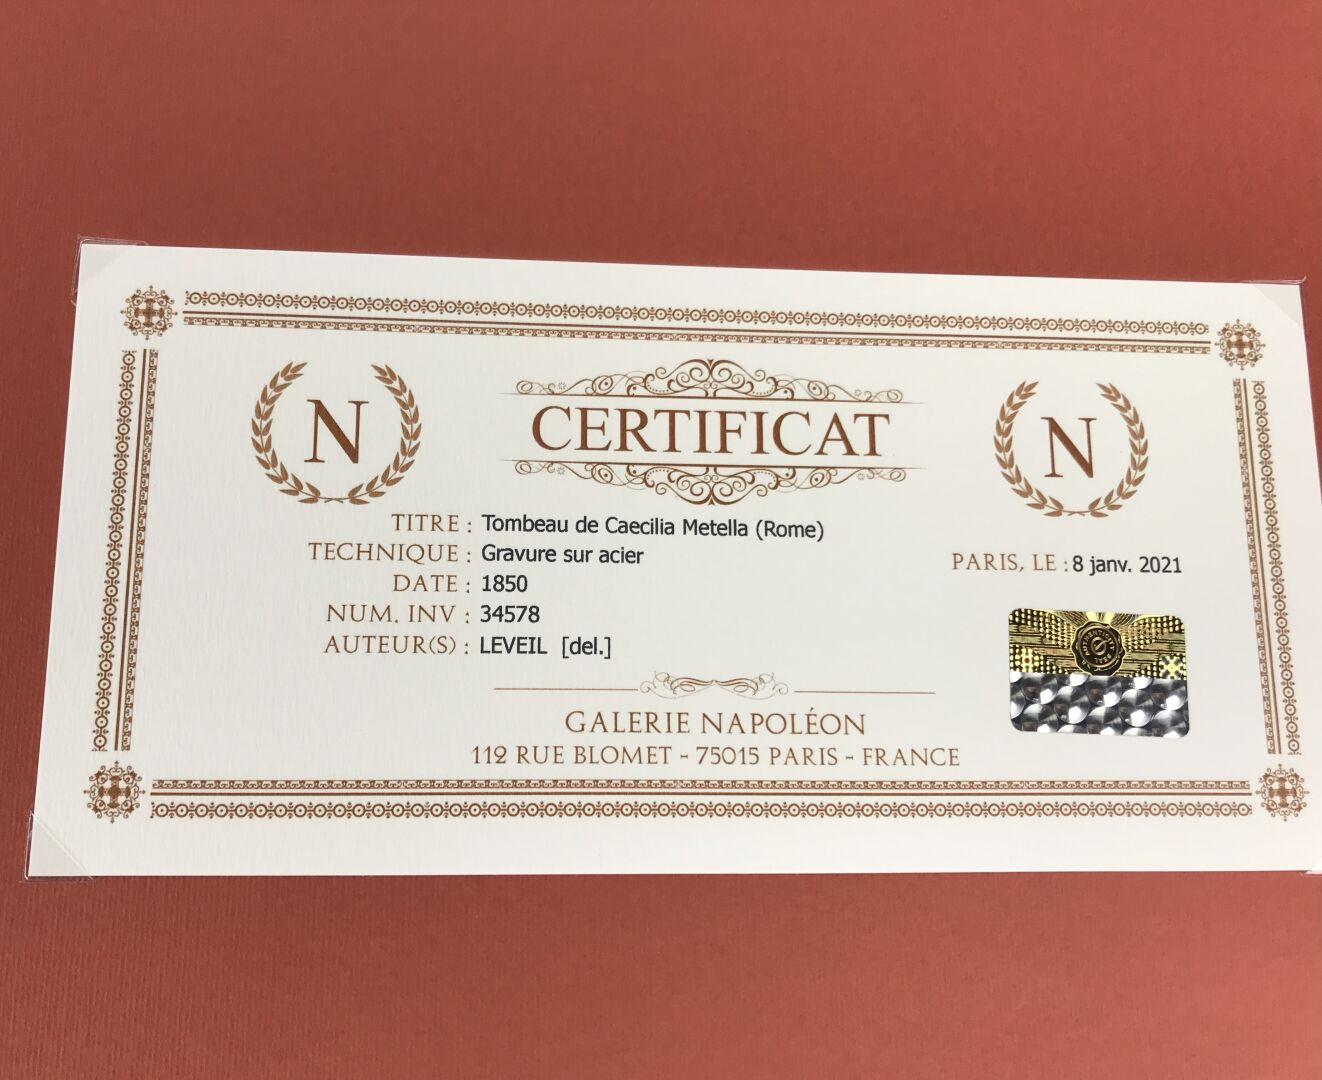 N
CERTIFICAT
N
TITRE : Tombeau de Caecilia Metella (Rome)
TECHNIQUE : Gravure sur acier
DATE : 1850
NUM. INV : 34578
AUTEUR(S) : LEVEIL [del.]
PARIS, LE : 8 janv. 2021
GALERIE NAPOLÉON
112 RUE BLOMET - 75015 PARIS - FRANCE